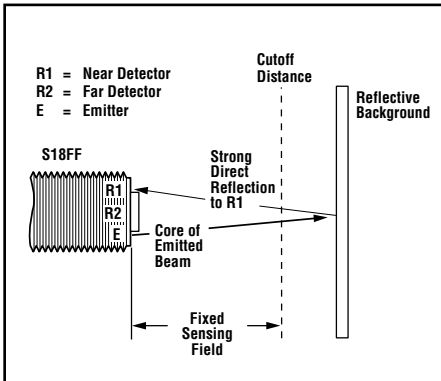 R1 = Near Detector
R2 = Far Detector
E = Emitter
Cutoff
Distance
Reflective
Background
S18FF
Strong
Direct
Reflection
to R1
R1
R2
E
Core of
Emitted
Beam
Fixed
Sensing
Field